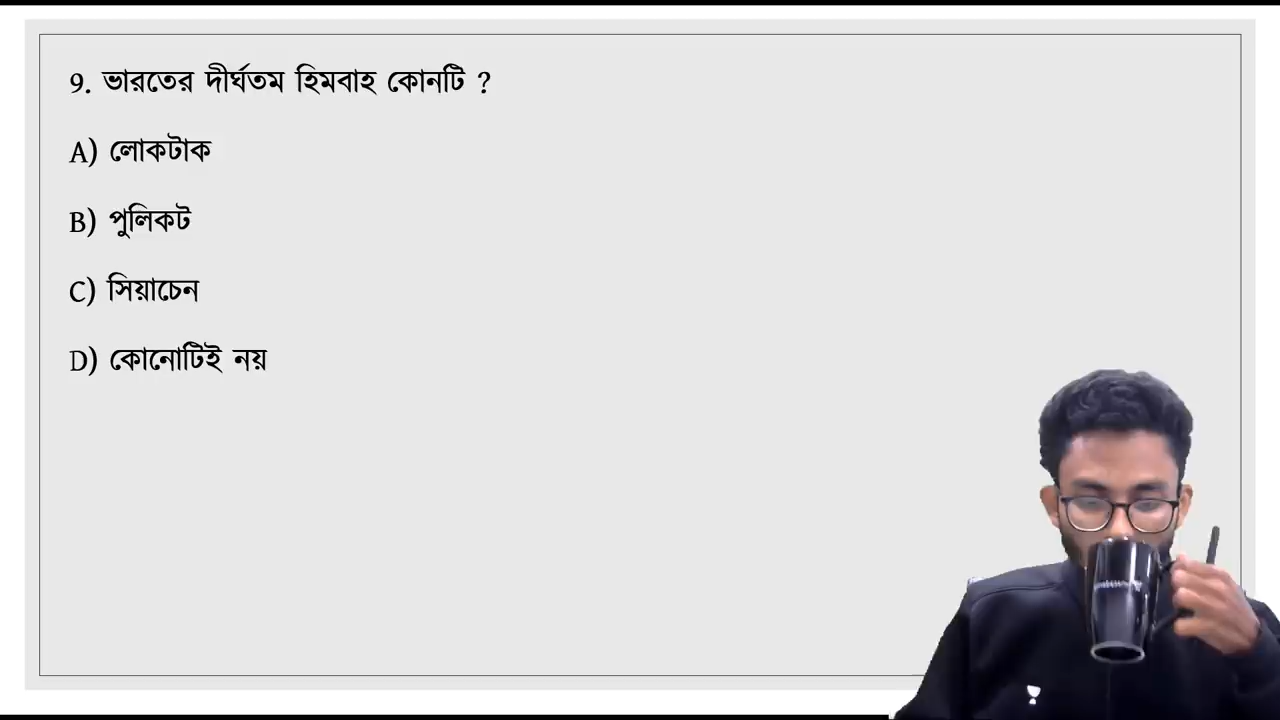 9. ভারতের দীর্ঘতম হিমবাহ কোনটি ?
A) লোকটাক
B) পুলিকট
C) সিয়াচেন
D) কোনোটিই নয়